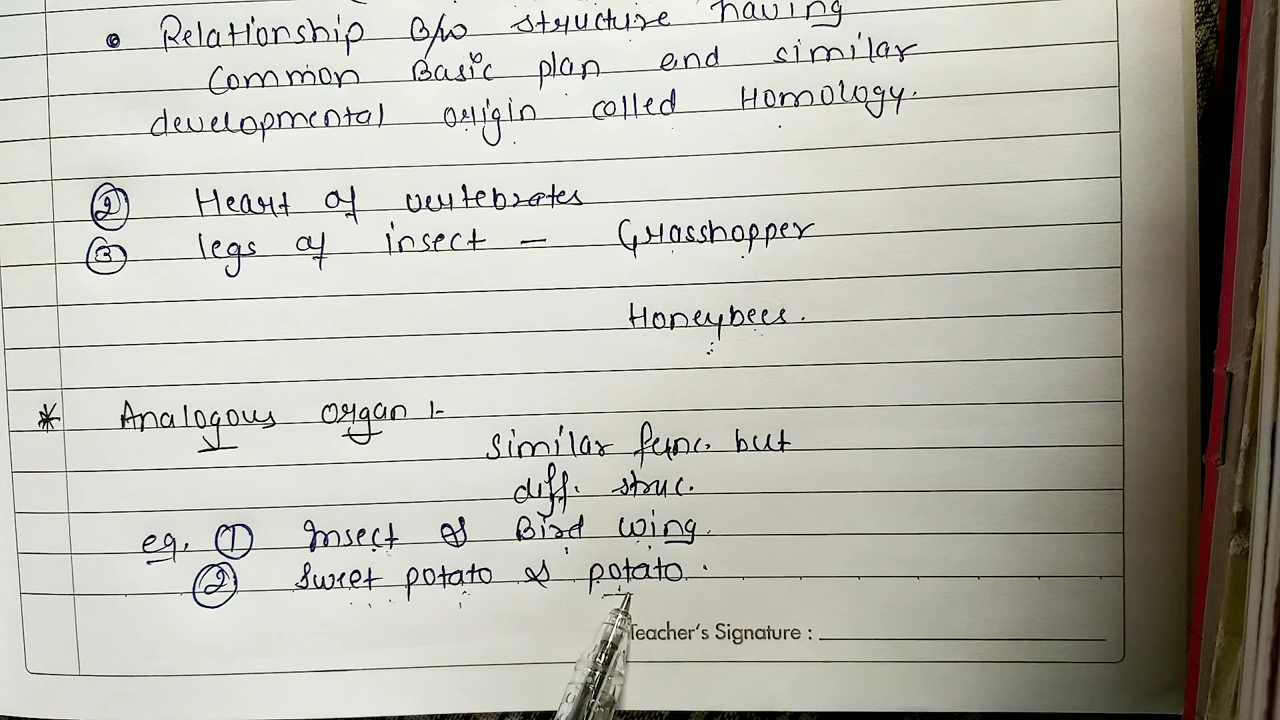 • Relationship B/w structure having
Common Basic plan and similar
developmental origin called Homology.
② Heart of vertebrates
③ legs of insect - Grasshopper
Honeybees.
* Analogous organ :-
similar func. but
diff. struc.
eg. ① Insect & Bird wing.
② Sweet potato & potato.
Teacher's Signature :